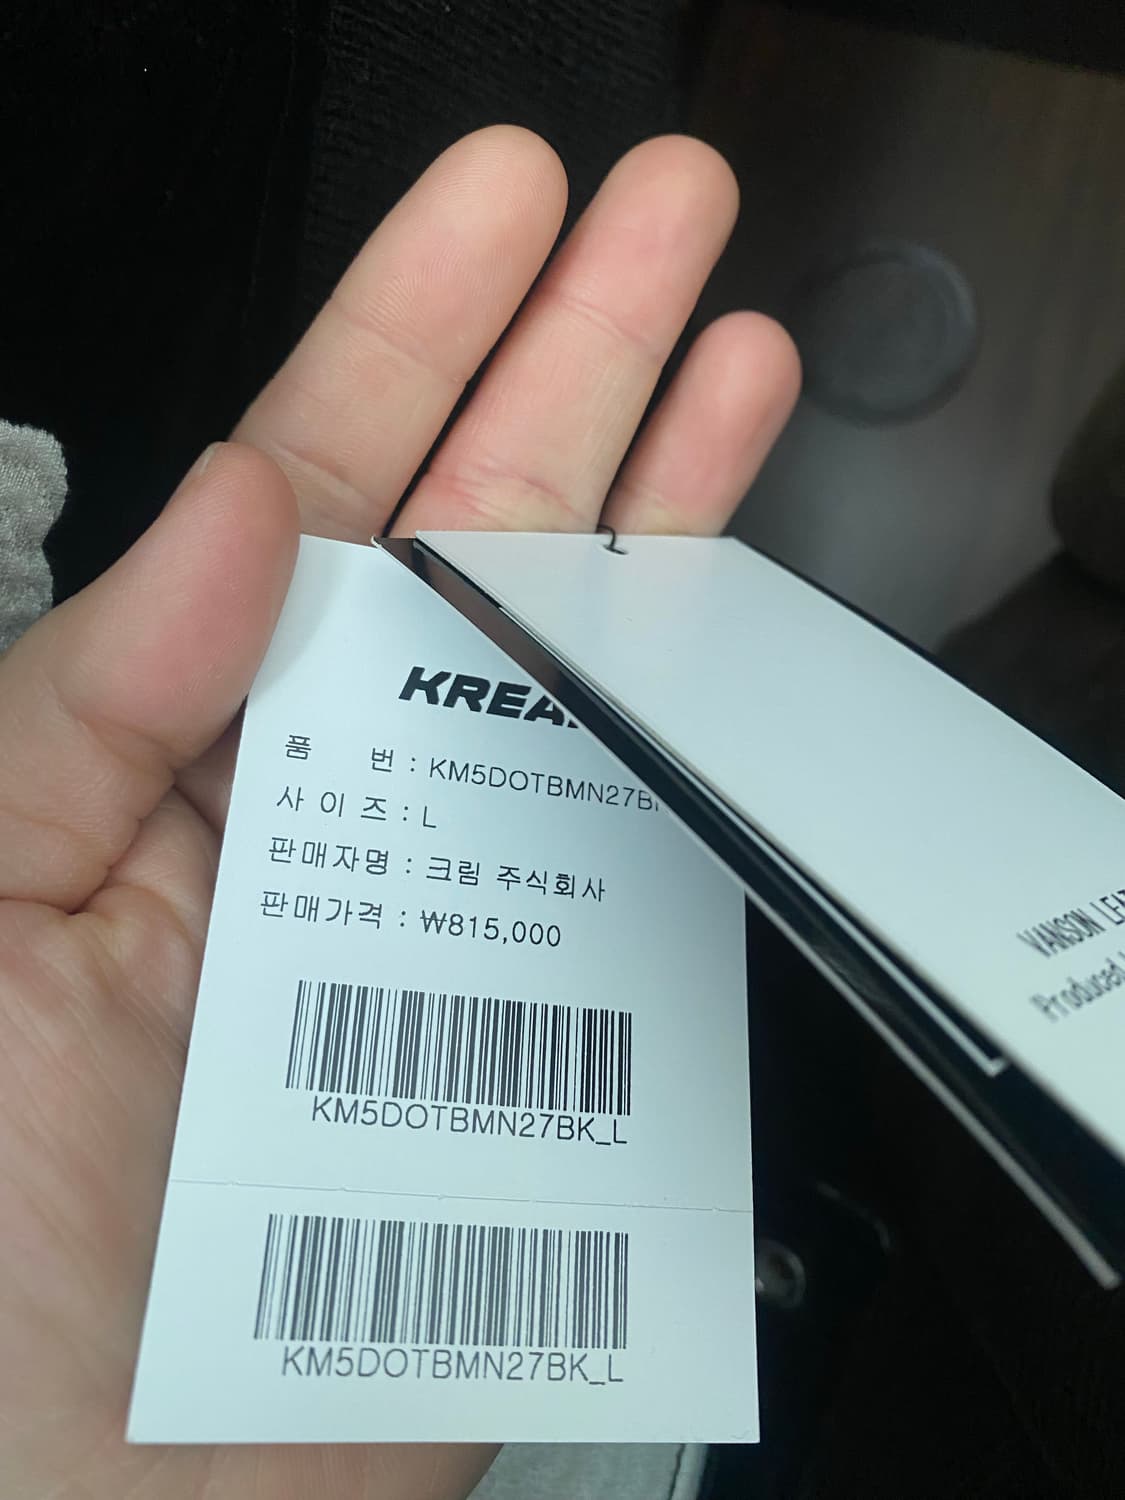 KREA
품 번 : KM5DOTBMN27B
사 이 즈 : L
판매자명 : 크림 주식회사
판매가격 : ₩815,000
KM5DOTBMN27BK_L
KM5DOTBMN27BK_L
VANSON LEA
Produced